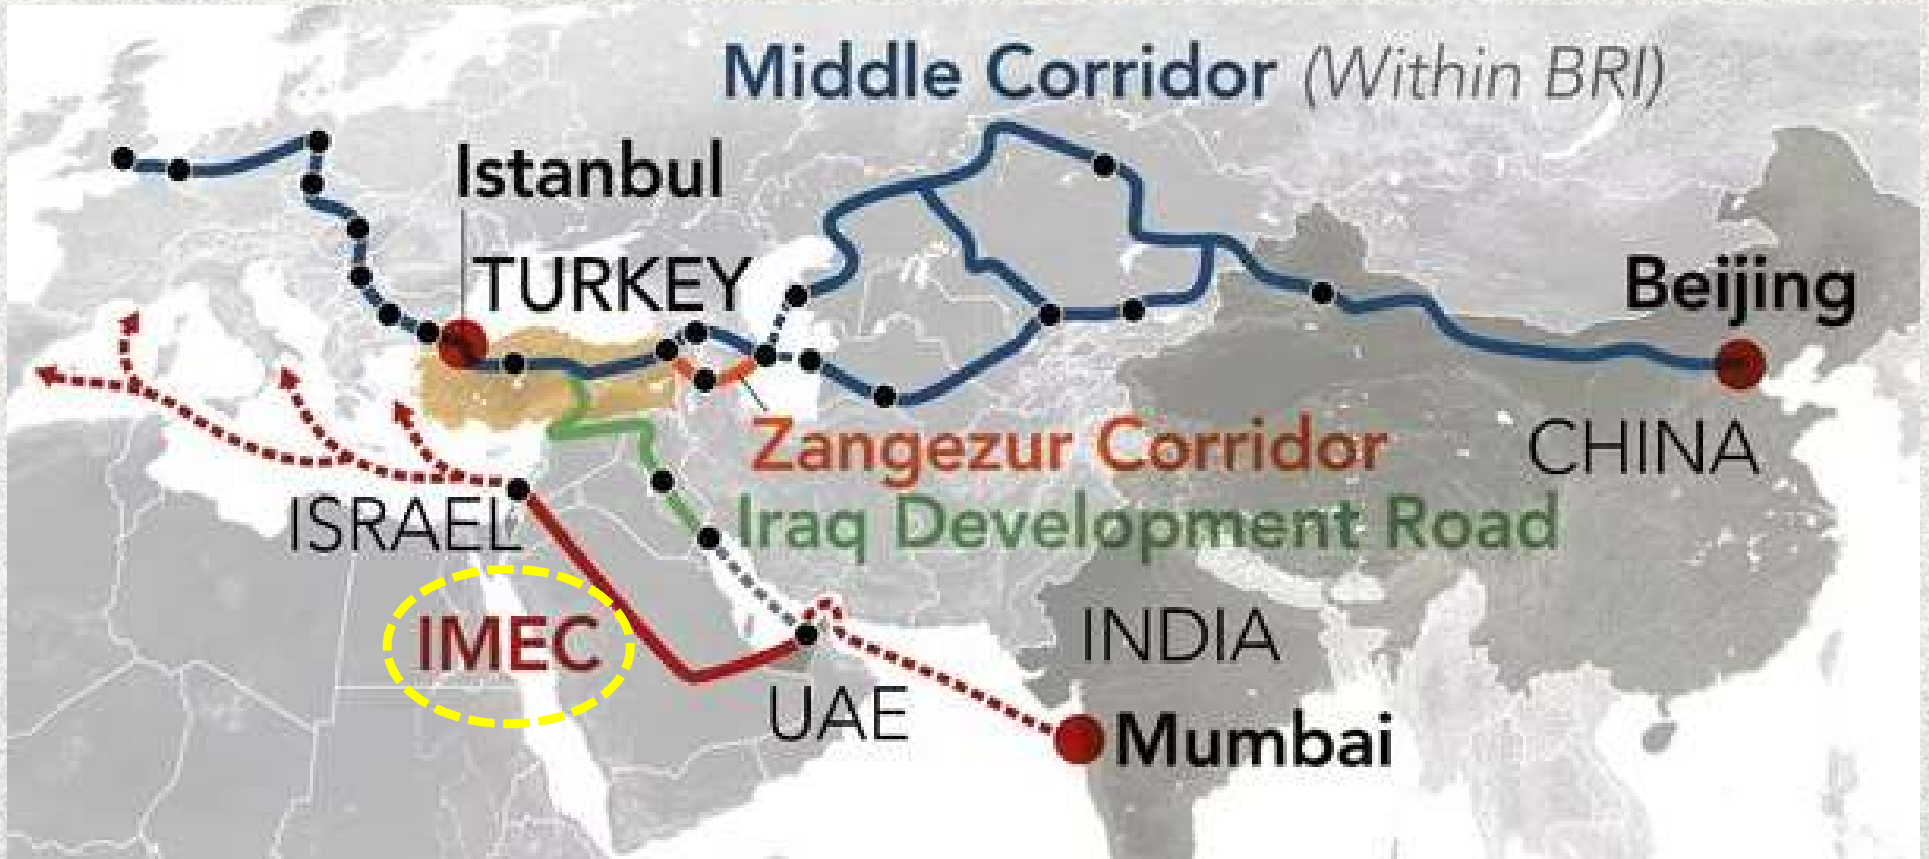 Middle Corridor (Within BRI)
Istanbul
TURKEY
Beijing
Zangezur Corridor
CHINA
Iraq Development Road
ISRAEL
IMEC
INDIA
UAE
Mumbai